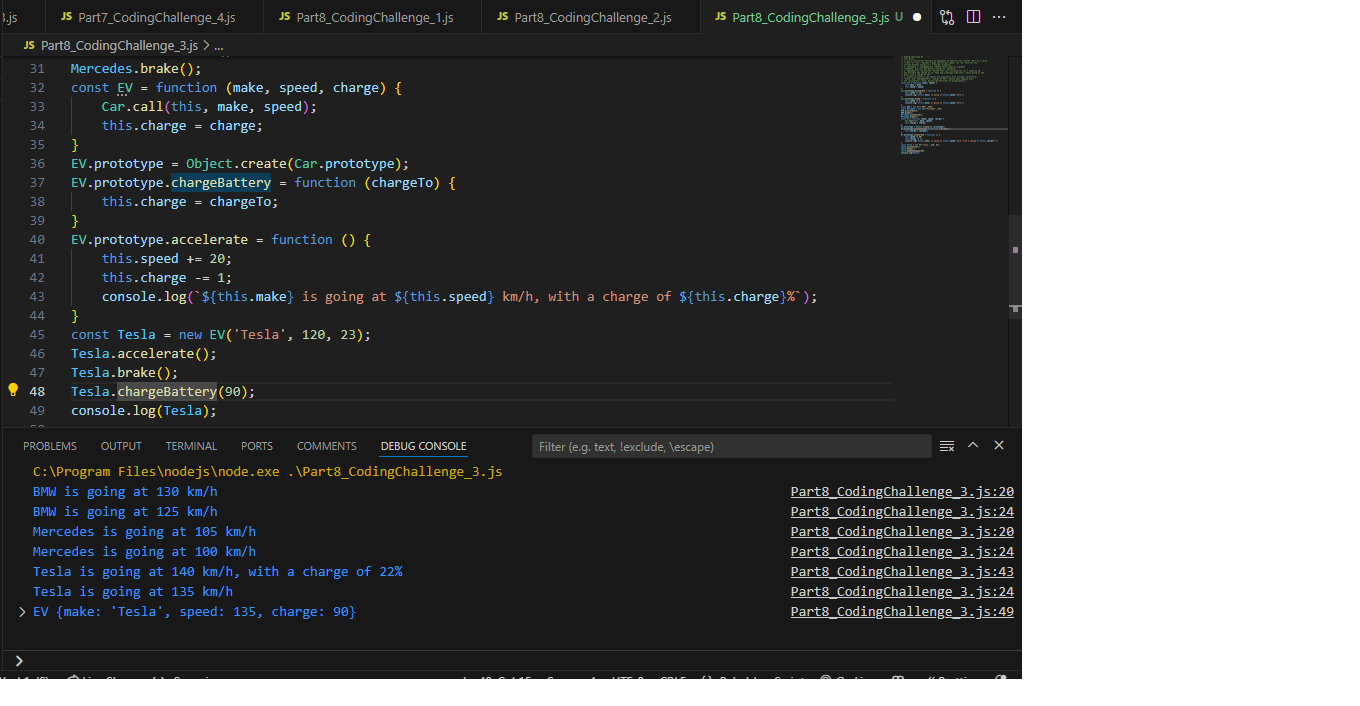 .js JS Part7_CodingChallenge_4.js JS Part8_CodingChallenge_1.js JS Part8_CodingChallenge_2.js JS Part8_CodingChallenge_3.js U
JS Part8_CodingChallenge_3.js > ...
31 Mercedes.brake();
32 const EV = function (make, speed, charge) {
33 Car.call(this, make, speed);
34 this.charge = charge;
35 }
36 EV.prototype = Object.create(Car.prototype);
37 EV.prototype.chargeBattery = function (chargeTo) {
38 this.charge = chargeTo;
39 }
40 EV.prototype.accelerate = function () {
41 this.speed += 20;
42 this.charge -= 1;
43 console.log(`${this.make} is going at ${this.speed} km/h, with a charge of ${this.charge}%`);
44 }
45 const Tesla = new EV('Tesla', 120, 23);
46 Tesla.accelerate();
47 Tesla.brake();
48 Tesla.chargeBattery(90);
49 console.log(Tesla);
PROBLEMS OUTPUT TERMINAL PORTS COMMENTS DEBUG CONSOLE Filter (e.g. text, !exclude, \escape)
C:\Program Files\nodejs\node.exe .\Part8_CodingChallenge_3.js
BMW is going at 130 km/h Part8_CodingChallenge_3.js:20
BMW is going at 125 km/h Part8_CodingChallenge_3.js:24
Mercedes is going at 105 km/h Part8_CodingChallenge_3.js:20
Mercedes is going at 100 km/h Part8_CodingChallenge_3.js:24
Tesla is going at 140 km/h, with a charge of 22% Part8_CodingChallenge_3.js:43
Tesla is going at 135 km/h Part8_CodingChallenge_3.js:24
> EV {make: 'Tesla', speed: 135, charge: 90} Part8_CodingChallenge_3.js:49
>